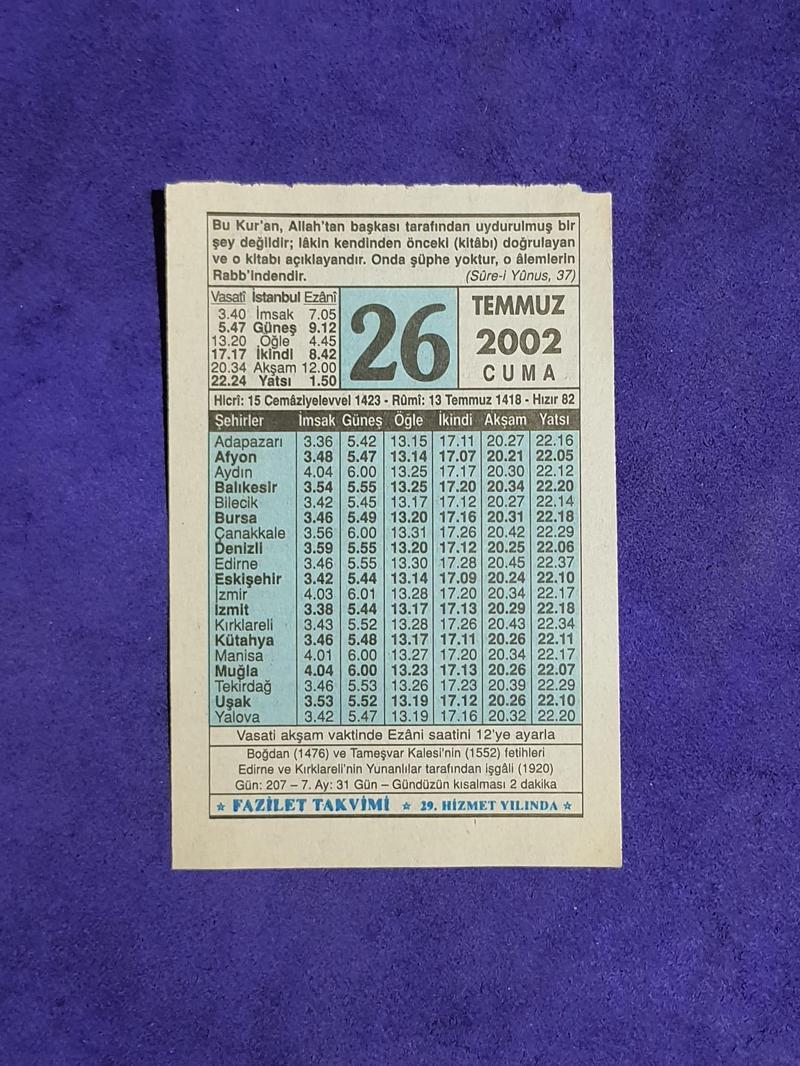 Bu Kur'an, Allah'tan başkası tarafından uydurulmuş bir
şey değildir; lâkin kendinden önceki (kitâbı) doğrulayan
ve o kitabı açıklayandır. Onda şüphe yoktur, o âlemlerin
Rabb'indendir. (Sûre-i Yûnus, 37)
Vasatî İstanbul Ezânî
3.40 İmsak 7.05
5.47 Güneş 9.12
13.20 Öğle 4.45
17.17 İkindi 8.42
20.34 Akşam 12.00
22.24 Yatsı 1.50
26
TEMMUZ
2002
CUMA
Hicrî: 15 Cemâziyelevvel 1423 - Rûmî: 13 Temmuz 1418 - Hızır 82
Şehirler İmsak Güneş Öğle İkindi Akşam Yatsı
Adapazarı 3.36 5.42 13.15 17.11 20.27 22.16
Afyon 3.48 5.47 13.14 17.07 20.21 22.05
Aydın 4.04 6.00 13.25 17.17 20.30 22.12
Balıkesir 3.54 5.55 13.25 17.20 20.34 22.20
Bilecik 3.42 5.45 13.17 17.12 20.27 22.14
Bursa 3.46 5.49 13.20 17.16 20.31 22.18
Çanakkale 3.56 6.00 13.31 17.26 20.42 22.29
Denizli 3.59 5.55 13.20 17.12 20.25 22.06
Edirne 3.46 5.55 13.30 17.28 20.45 22.37
Eskişehir 3.42 5.44 13.14 17.09 20.24 22.10
İzmir 4.03 6.01 13.28 17.20 20.34 22.17
İzmit 3.38 5.44 13.17 17.13 20.29 22.18
Kırklareli 3.43 5.52 13.28 17.26 20.43 22.34
Kütahya 3.46 5.48 13.17 17.11 20.26 22.11
Manisa 4.01 6.00 13.27 17.20 20.34 22.17
Muğla 4.04 6.00 13.23 17.13 20.26 22.07
Tekirdağ 3.46 5.53 13.26 17.23 20.39 22.29
Uşak 3.53 5.52 13.19 17.12 20.26 22.10
Yalova 3.42 5.47 13.19 17.16 20.32 22.20
Vasati akşam vaktinde Ezâni saatini 12'ye ayarla
Boğdan (1476) ve Tameşvar Kalesi'nin (1552) fetihleri
Edirne ve Kırklareli'nin Yunanlılar tarafından işgâli (1920)
Gün: 207 – 7. Ay: 31 Gün – Gündüzün kısalması 2 dakika
★ FAZİLET TAKVİMİ ★ 29. HİZMET YILINDA ★